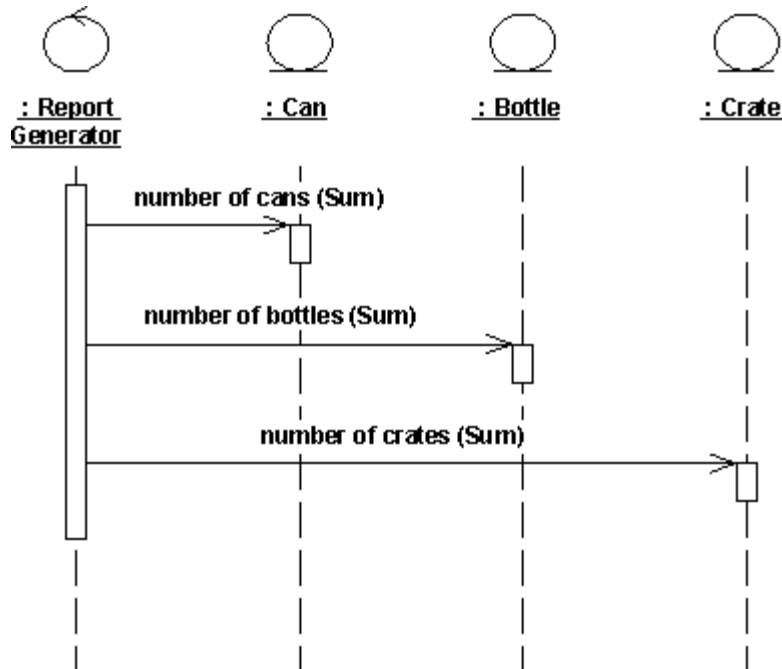 : Report
Generator
: Can
: Bottle
: Crate
number of cans (Sum)
number of bottles (Sum)
number of crates (Sum)